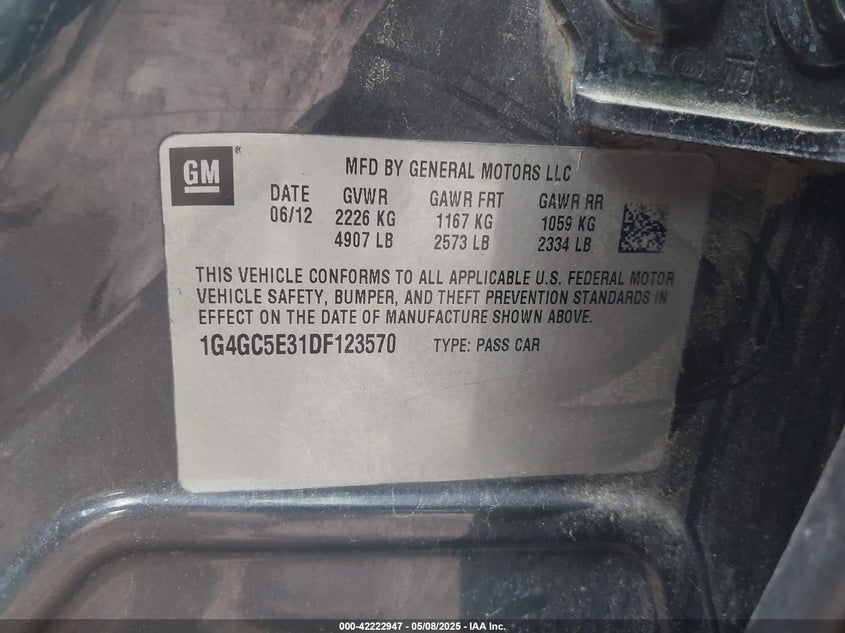 GM
MFD BY GENERAL MOTORS LLC
DATE GVWR GAWR FRT GAWR RR
06/12 2226 KG 1167 KG 1059 KG
4907 LB 2573 LB 2334 LB
THIS VEHICLE CONFORMS TO ALL APPLICABLE U.S. FEDERAL MOTOR
VEHICLE SAFETY, BUMPER, AND THEFT PREVENTION STANDARDS IN
EFFECT ON THE DATE OF MANUFACTURE SHOWN ABOVE.
1G4GC5E31DF123570 TYPE: PASS CAR
000-42222947 — 05/08/2025 - IAA Inc.